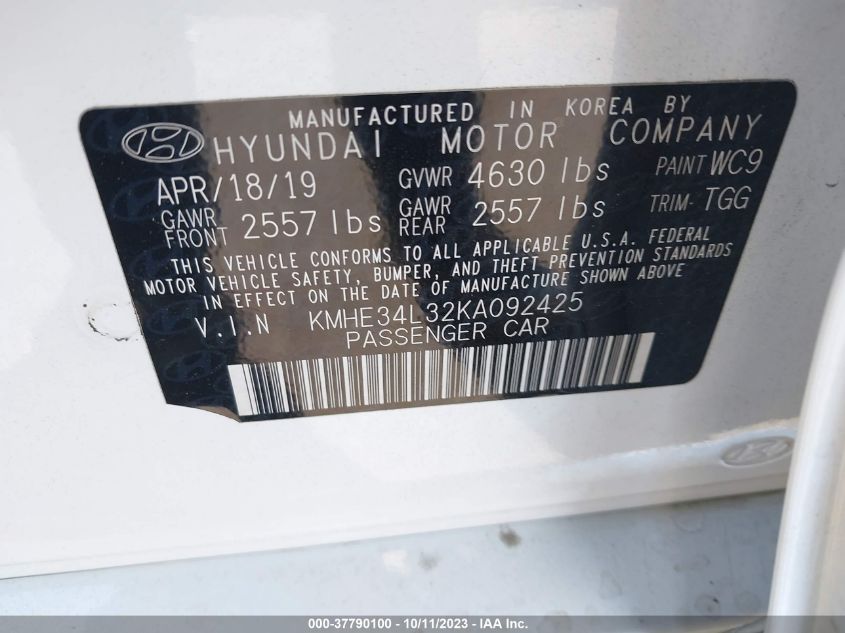 MANUFACTURED IN KOREA BY
HYUNDAI MOTOR COMPANY
APR/18/19 GVWR 4630 lbs PAINT WC9
GAWR FRONT 2557 lbs GAWR REAR 2557 lbs TRIM- TGG
THIS VEHICLE CONFORMS TO ALL APPLICABLE U.S.A. FEDERAL
MOTOR VEHICLE SAFETY, BUMPER, AND THEFT PREVENTION STANDARDS
IN EFFECT ON THE DATE OF MANUFACTURE SHOWN ABOVE
V.I.N KMHE34L32KA092425
PASSENGER CAR
000-37790100 - 10/11/2023 - IAA Inc.